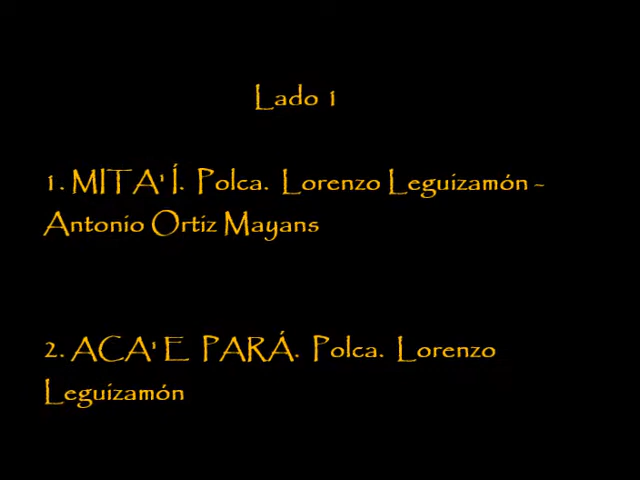 Lado 1
1. MITA' Í. Polca. Lorenzo Leguizamón -
Antonio Ortiz Mayans
2. ACA' E PARÁ. Polca. Lorenzo
Leguizamón